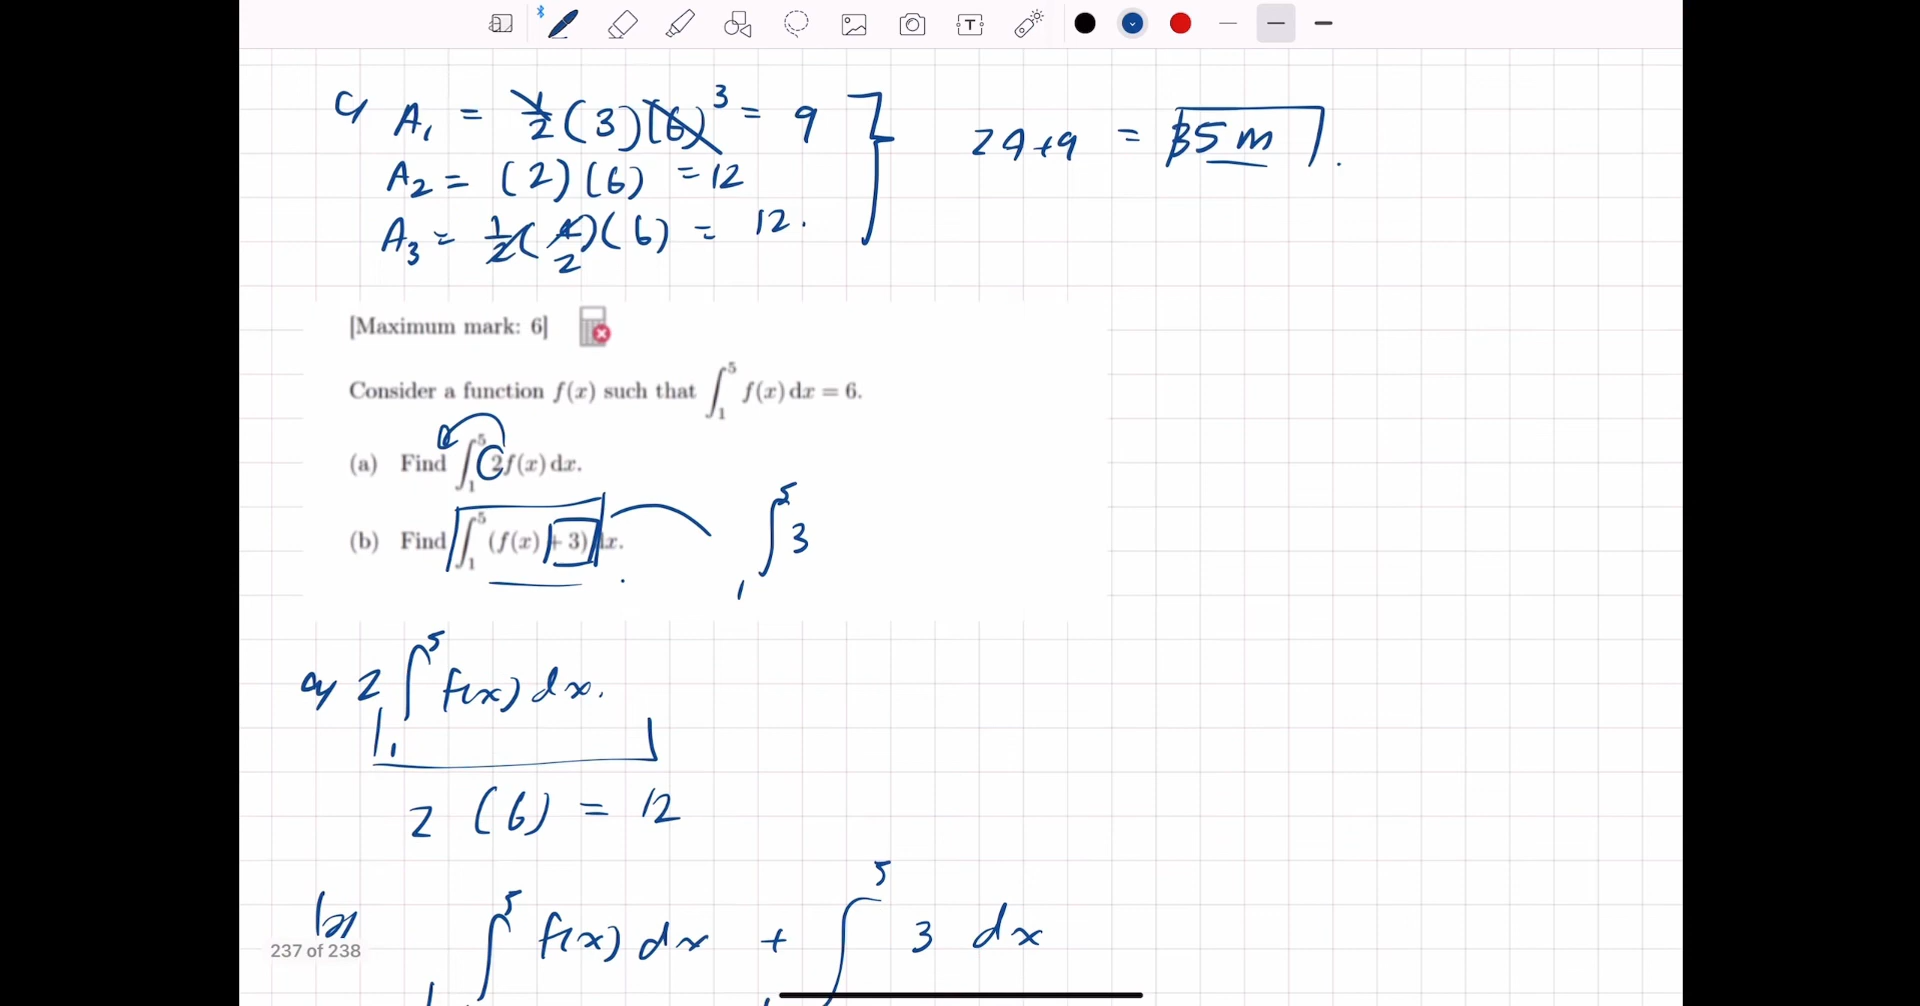 c) A₁ = 1/2 (3)(6) 3 = 9
24+9 = 35 m.
A₂ = (2)(6) = 12
A₃ = 1/2 (4)(6) = 12.
2
[Maximum mark: 6]
Consider a function f(x) such that ∫₁⁵ f(x) dx = 6.
(a) Find ∫₁⁵ 2f(x) dx.
(b) Find ∫₁⁵ (f(x) + 3) dx.
∫₁⁵ 3
a) 2 ∫₁⁵ f(x) dx.
2 (6) = 12
(b) ∫₁⁵ f(x) dx + ∫₁⁵ 3 dx
237 of 238